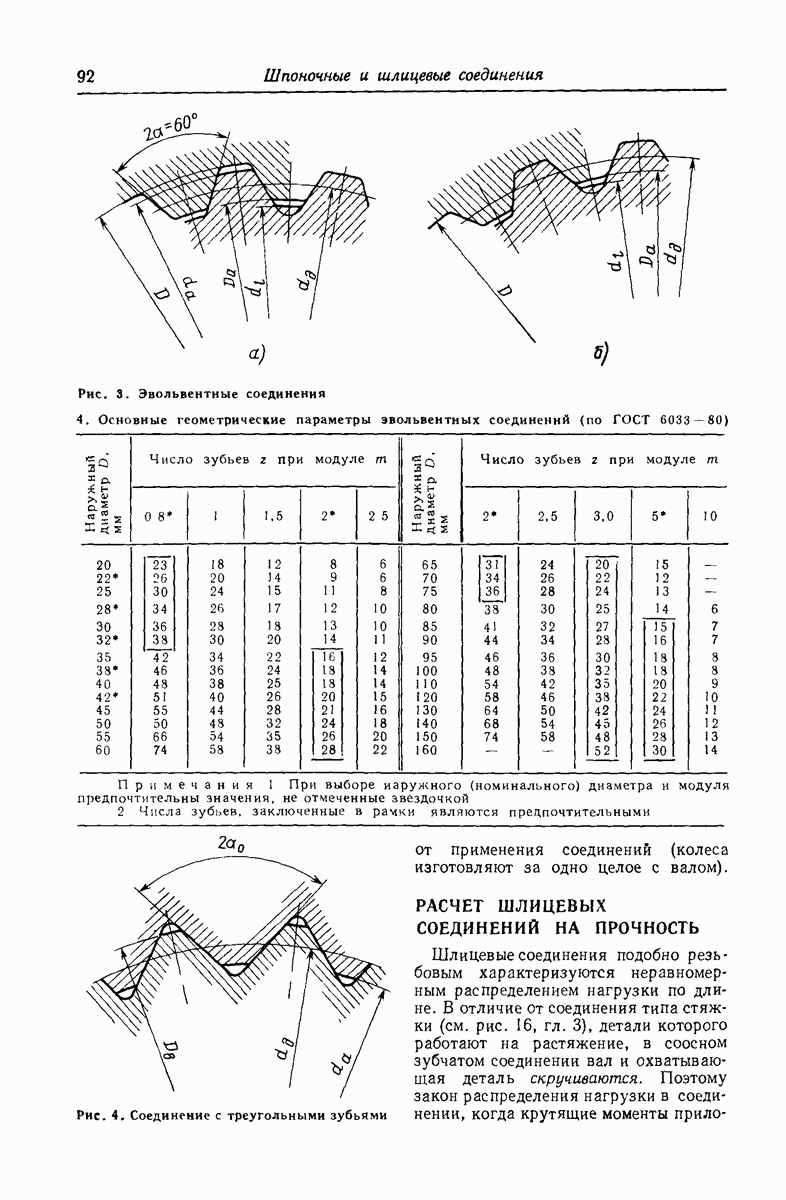 92
Шпоночные и шлицевые соединения
2α=60°
D
dₐ
Dₐ
dᵢ
d∂
а)
D
dᵢ
Dₐ
d∂
б)
Рис. 3. Эвольвентные соединения
4. Основные геометрические параметры эвольвентных соединений (по ГОСТ 6033—80)
Наружный диаметр D, мм
Число зубьев z при модуле m
Наружный диаметр D, мм
Число зубьев z при модуле m
0 8* 1 1,5 2* 2 5 2* 2,5 3,0 5* 10
20 23 18 12 8 6 65 31 24 20 15 —
22* 26 20 14 9 6 70 34 26 22 12 —
25 30 24 15 11 8 75 36 28 24 13 —
28* 34 26 17 12 10 80 38 30 25 14 6
30 36 28 18 13 10 85 41 32 27 15 7
32* 38 30 20 14 11 90 44 34 28 16 7
35 42 34 22 16 12 95 46 36 30 18 8
38* 46 36 24 18 14 100 48 38 32 18 8
40 48 38 25 18 14 110 54 42 35 20 9
42* 51 40 26 20 15 120 58 46 38 22 10
45 55 44 28 21 16 130 64 50 42 24 11
50 50 48 32 24 18 140 68 54 45 26 12
55 66 54 35 26 20 150 74 58 48 28 13
60 74 58 38 28 22 160 — — 52 30 14
Примечания 1 При выборе наружного (номинального) диаметра и модуля
предпочтительны значения, не отмеченные звездочкой
2 Числа зубьев, заключенные в рамки являются предпочтительными
2α₀
Dв
d∂
dₐ
Рис. 4. Соединение с треугольными зубьями
от применения соединений (колеса
изготовляют за одно целое с валом).
РАСЧЕТ ШЛИЦЕВЫХ
СОЕДИНЕНИЙ НА ПРОЧНОСТЬ
Шлицевые соединения подобно резь-
бовым характеризуются неравномер-
ным распределением нагрузки по дли-
не. В отличие от соединения типа стяж-
ки (см. рис. 16, гл. 3), детали которого
работают на растяжение, в соосном
зубчатом соединении вал и охватываю-
щая деталь скручиваются. Поэтому
закон распределения нагрузки в соеди-
нении, когда крутящие моменты прило-